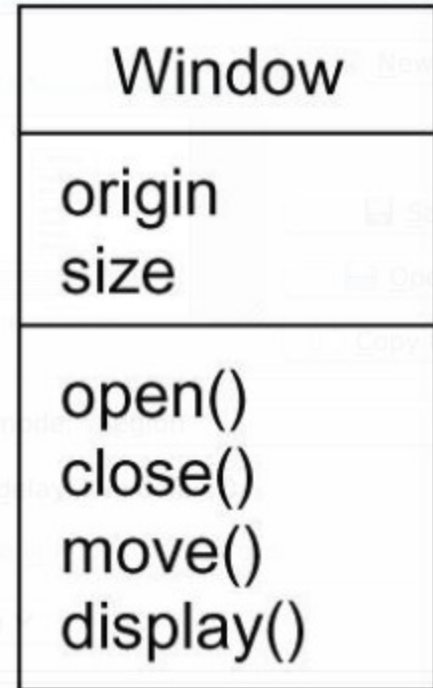 Window
origin
size
open()
close()
move()
display()